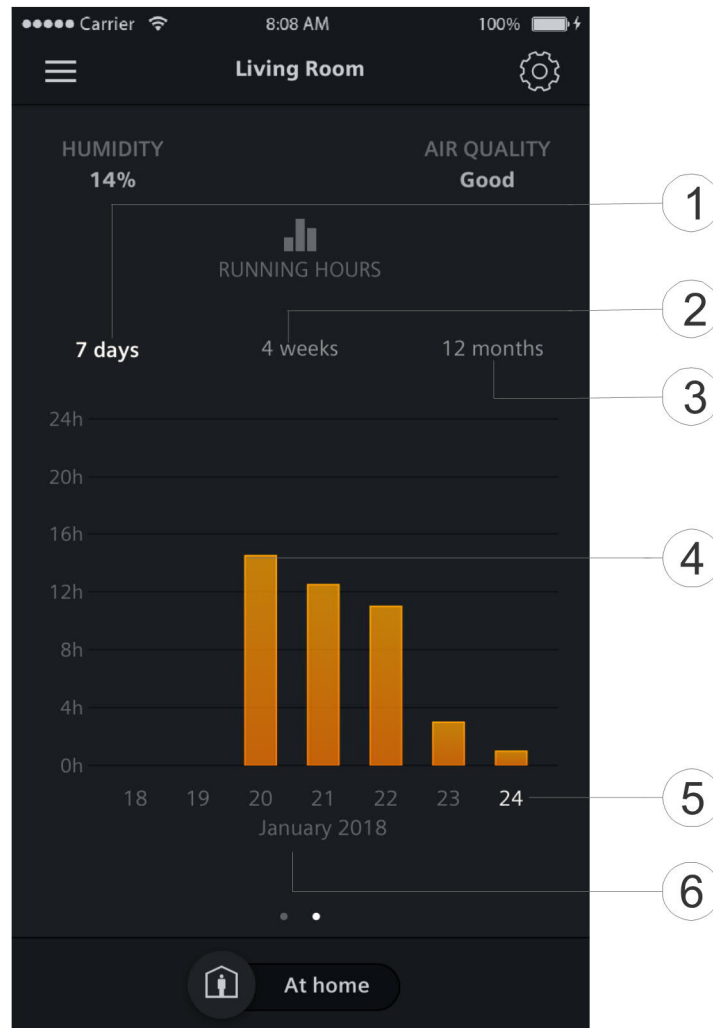 Carrier 8:08 AM 100%
Living Room
HUMIDITY AIR QUALITY
14% Good
1
RUNNING HOURS
2
7 days 4 weeks 12 months
3
24h
20h
16h
4
12h
8h
4h
0h
18 19 20 21 22 23 24 5
January 2018
6
At home